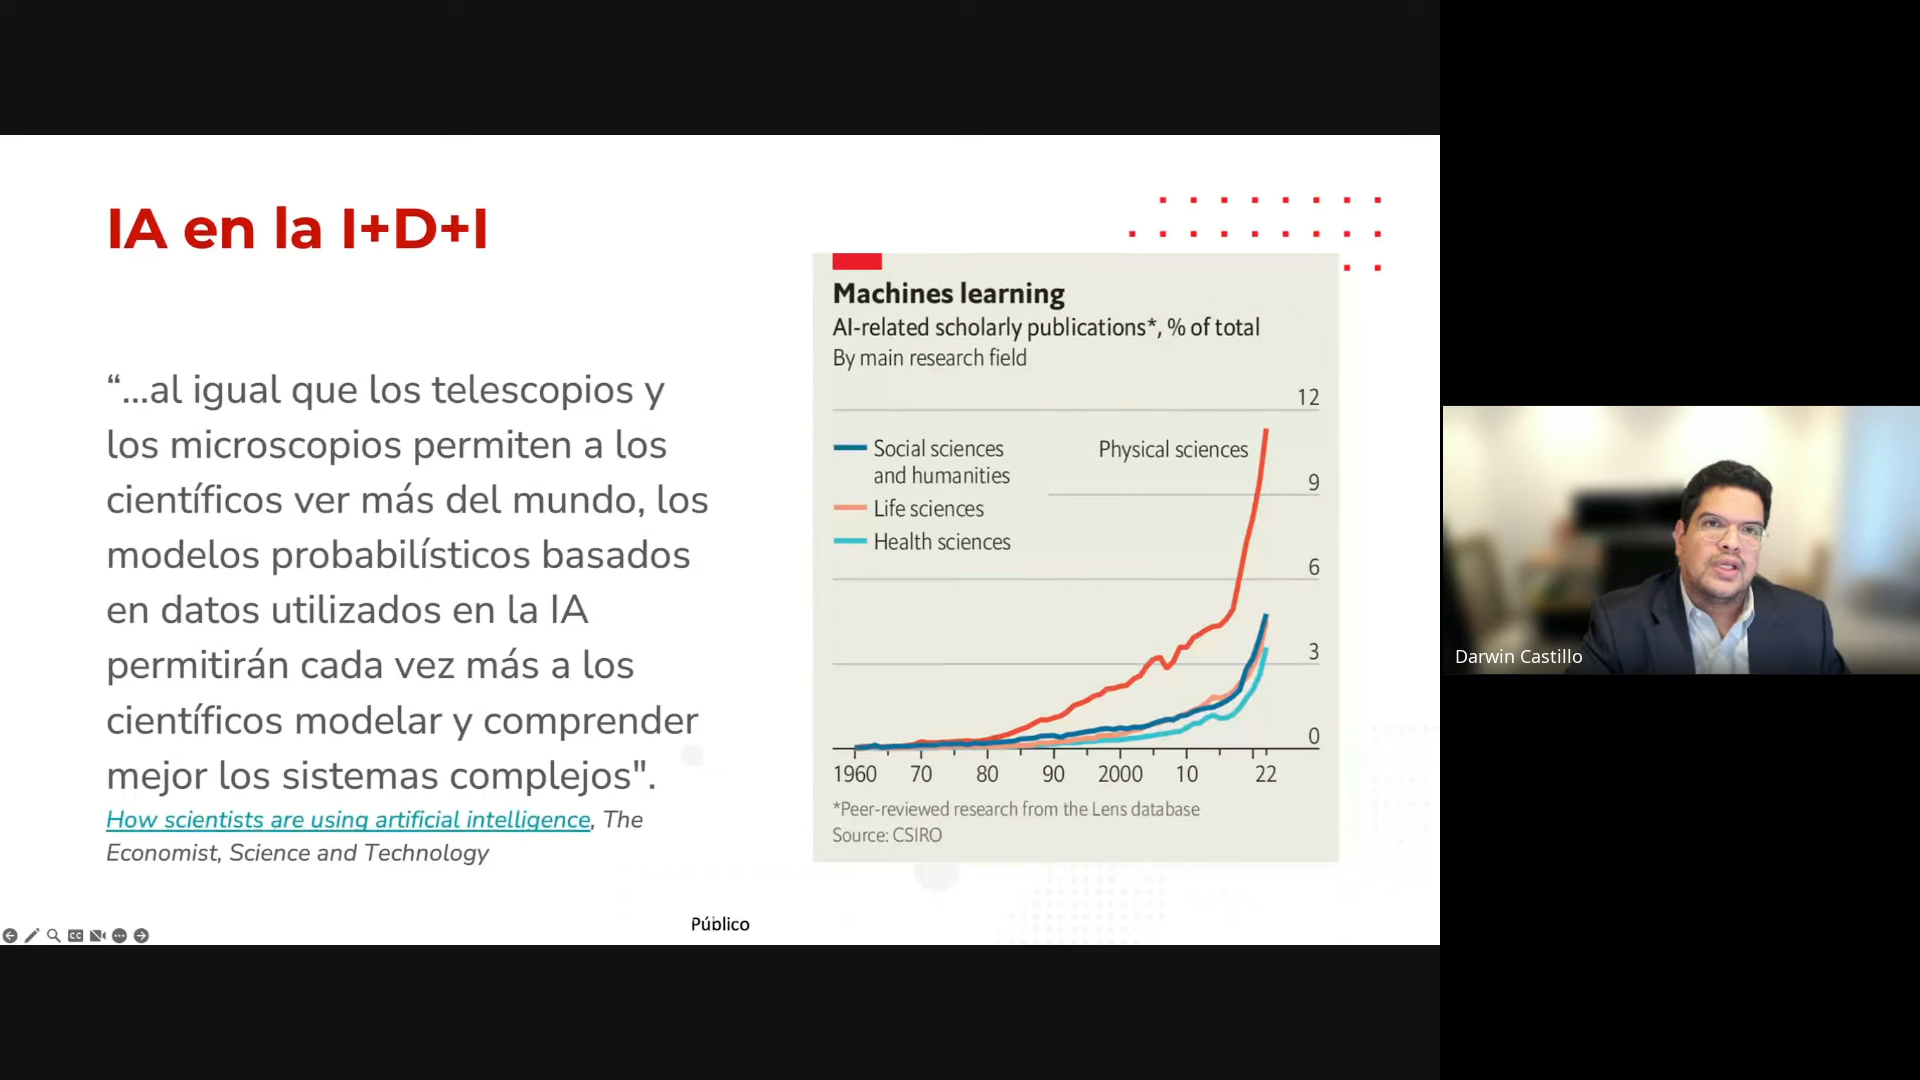 IA en la I+D+I
“...al igual que los telescopios y
los microscopios permiten a los
científicos ver más del mundo, los
modelos probabilísticos basados
en datos utilizados en la IA
permitirán cada vez más a los
científicos modelar y comprender
mejor los sistemas complejos".
How scientists are using artificial intelligence, The
Economist, Science and Technology
Machines learning
AI-related scholarly publications*, % of total
By main research field
12
Social sciences
and humanities
Physical sciences
9
Life sciences
Health sciences
6
3
0
1960 70 80 90 2000 10 22
*Peer-reviewed research from the Lens database
Source: CSIRO
Público
CC
Darwin Castillo